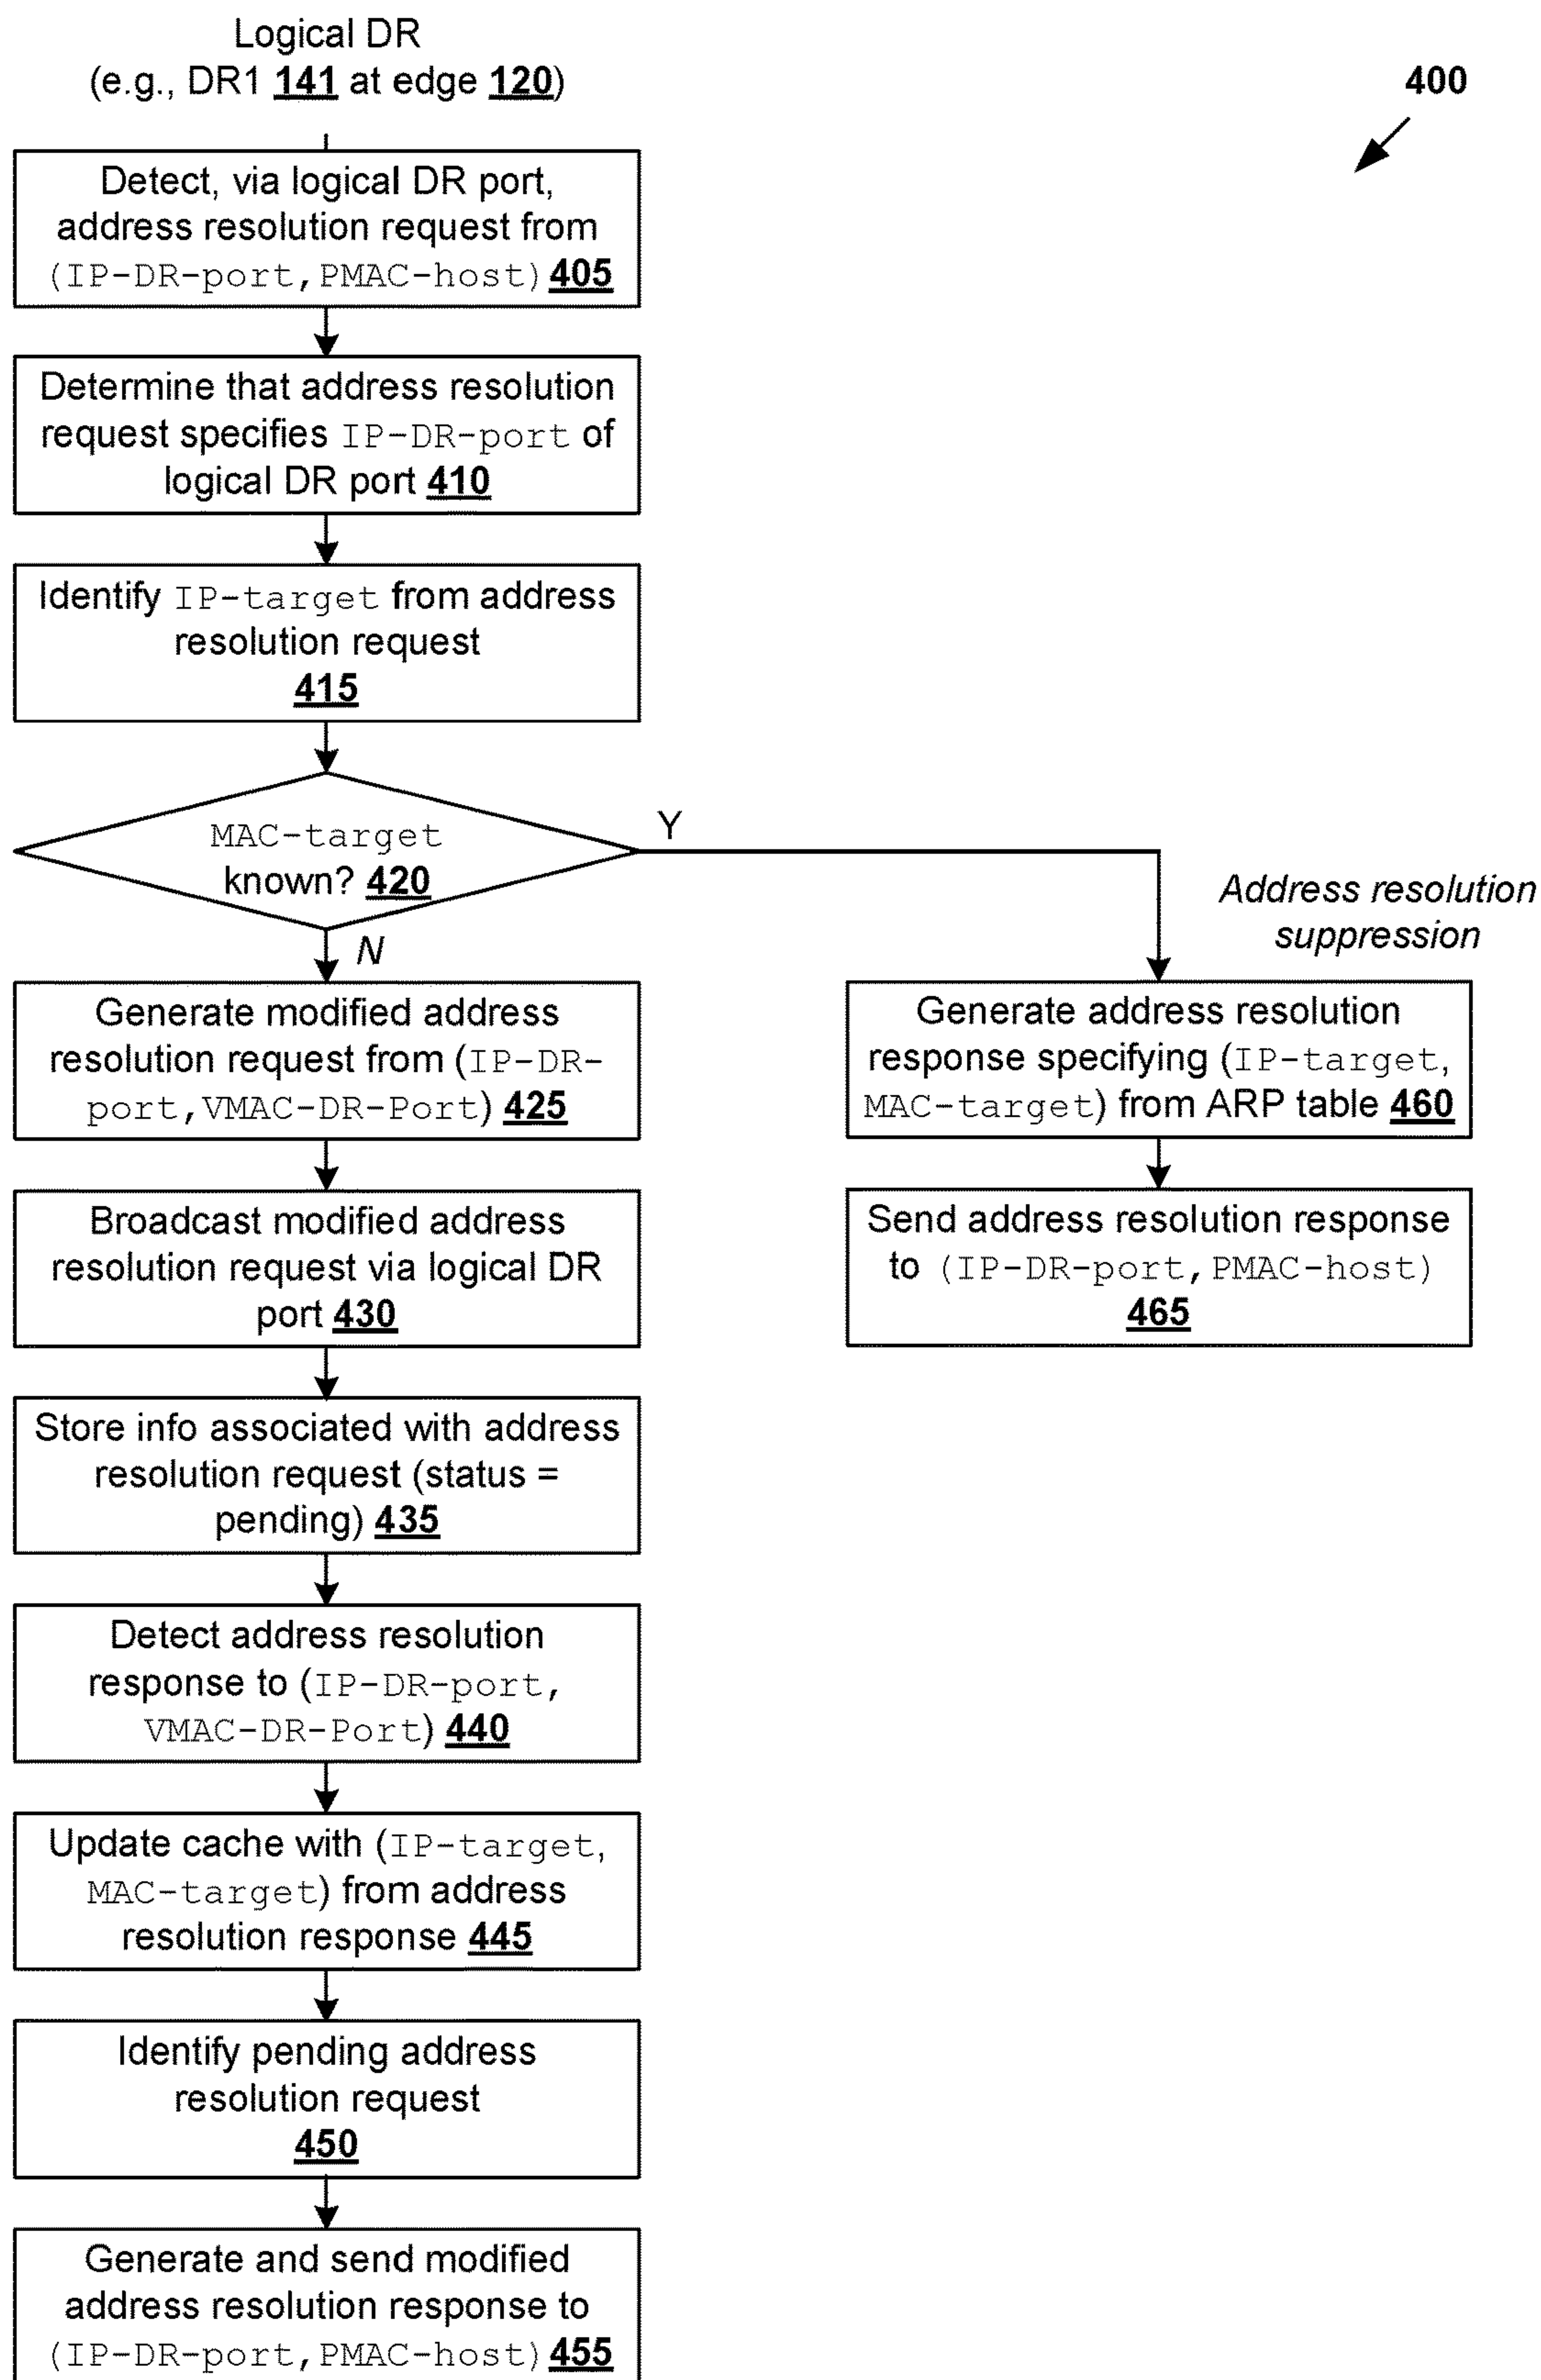 Logical DR
(e.g., DR1 141 at edge 120)
400
Detect, via logical DR port,
address resolution request from
(IP-DR-port,PMAC-host) 405
Determine that address resolution
request specifies IP-DR-port of
logical DR port 410
Identify IP-target from address
resolution request
415
MAC-target
known? 420
Y
N
Address resolution
suppression
Generate modified address
resolution request from (IP-DR-
port,VMAC-DR-Port) 425
Broadcast modified address
resolution request via logical DR
port 430
Store info associated with address
resolution request (status =
pending) 435
Detect address resolution
response to (IP-DR-port,
VMAC-DR-Port) 440
Update cache with (IP-target,
MAC-target) from address
resolution response 445
Identify pending address
resolution request
450
Generate and send modified
address resolution response to
(IP-DR-port,PMAC-host) 455
Generate address resolution
response specifying (IP-target,
MAC-target) from ARP table 460
Send address resolution response
to (IP-DR-port,PMAC-host)
465